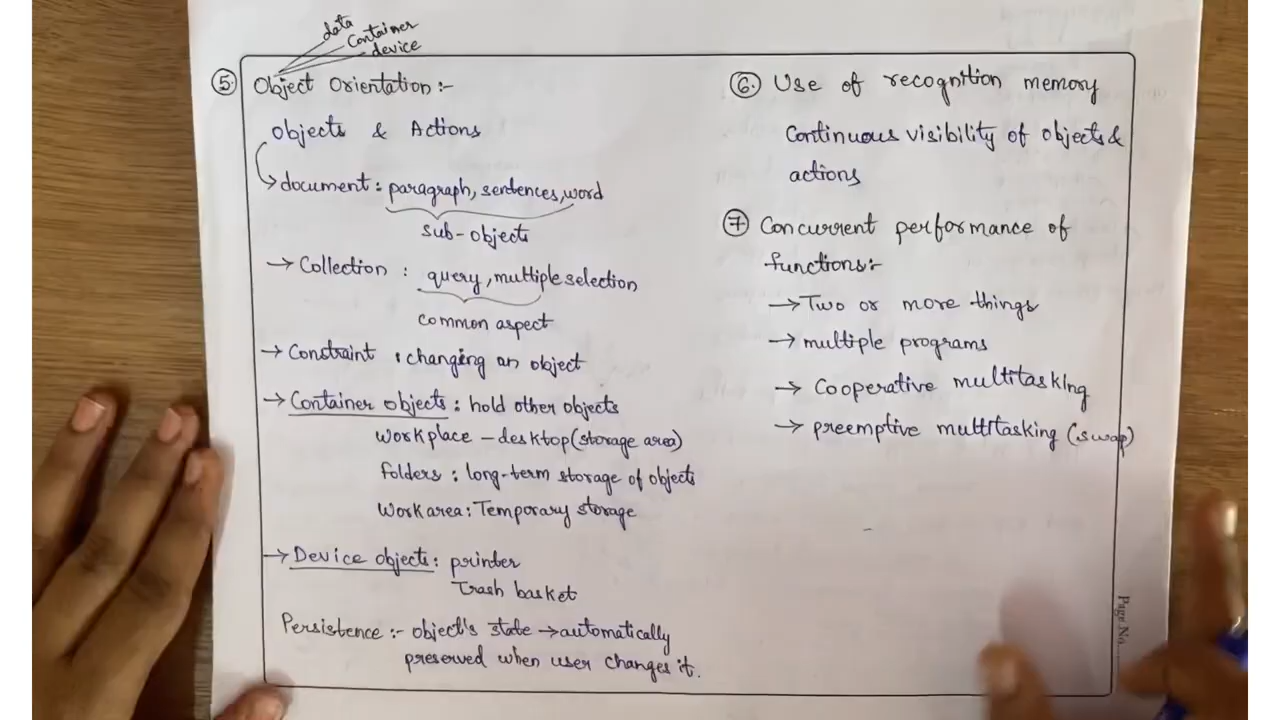 data
Container
device
5. Object Orientation :-
objects & Actions
→ document : paragraph, sentences, word
sub-objects
→ Collection : query, multiple selection
common aspect
→ Constraint : changing an object
→ Container objects : hold other objects
workplace - desktop (storage area)
folders : long-term storage of objects
Work area : Temporary storage
→ Device objects : printer
Trash basket
Persistence :- object's state → automatically
preserved when user changes it.
6. Use of recognition memory
Continuous visibility of objects &
actions
7 Concurrent performance of
functions :-
→ Two or more things
→ multiple programs
→ Cooperative multitasking
→ preemptive multitasking (swap)
Page No.......